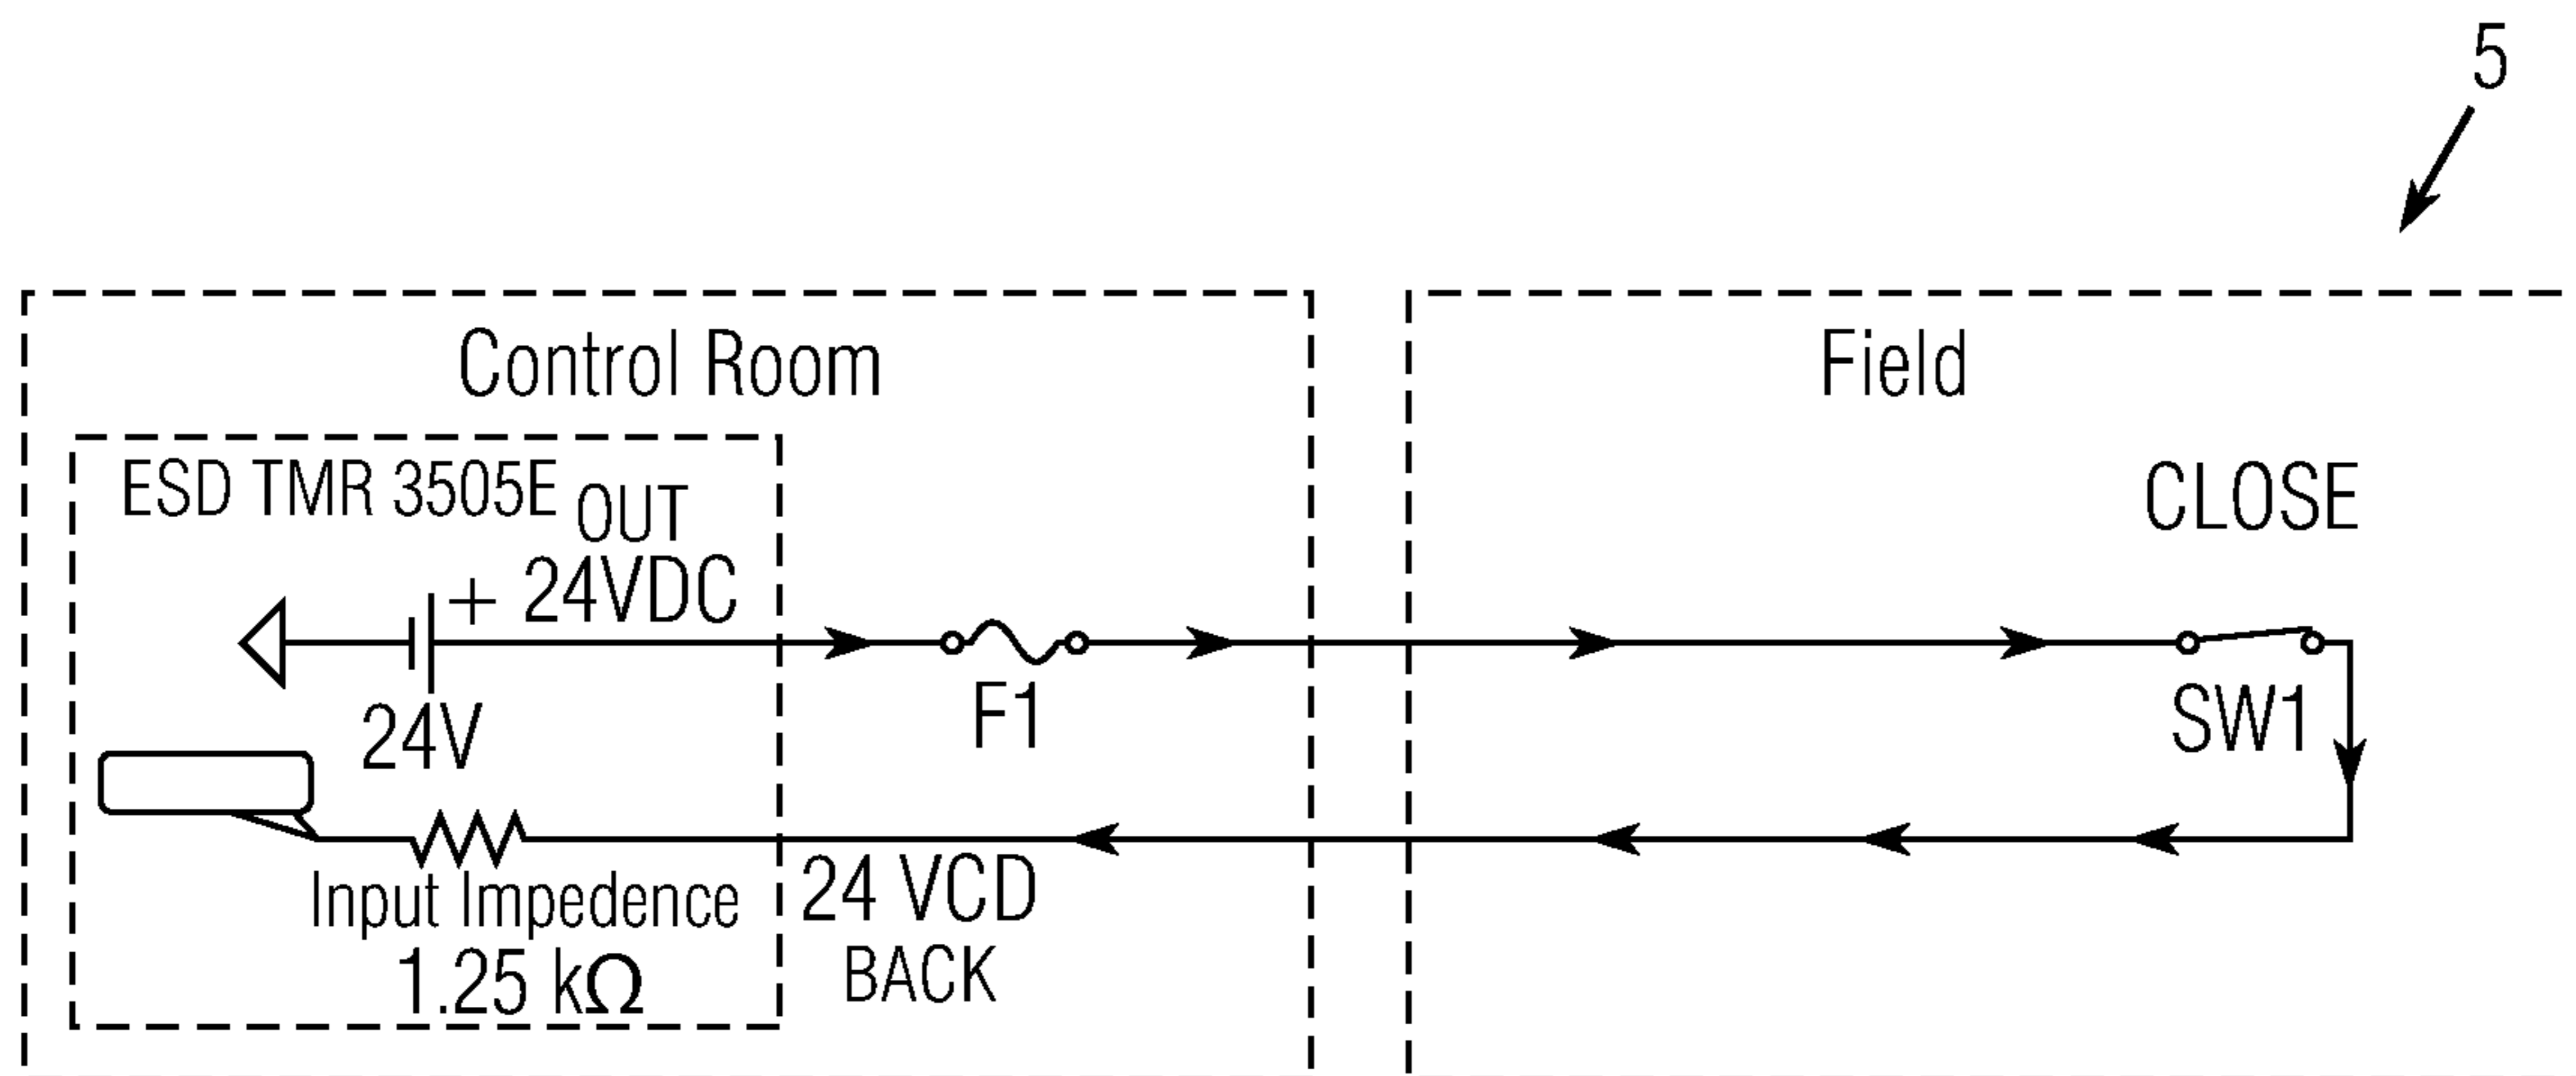 5
Control Room
Field
ESD TMR 3505E
OUT
+ 24VDC
CLOSE
24V
F1
SW1
Input Impedence
1.25 kΩ
24 VCD
BACK